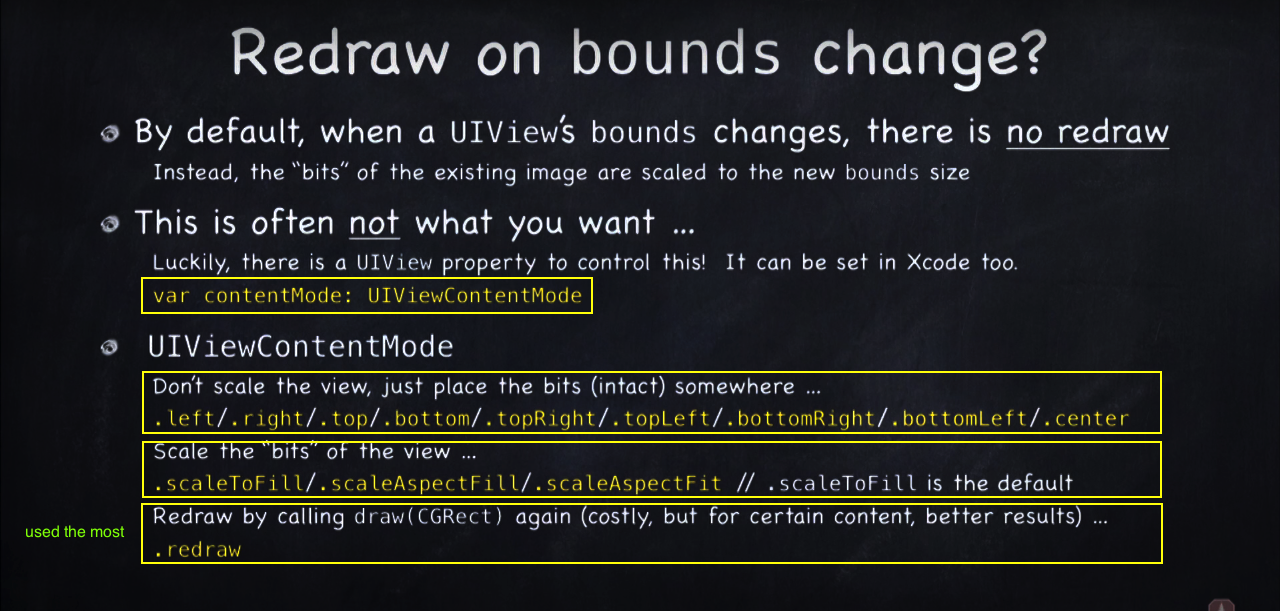 Redraw on bounds change?
By default, when a UIView's bounds changes, there is no redraw
Instead, the "bits" of the existing image are scaled to the new bounds size
This is often not what you want ...
Luckily, there is a UIView property to control this! It can be set in Xcode too.
var contentMode: UIViewContentMode
UIViewContentMode
Don't scale the view, just place the bits (intact) somewhere ...
.left/.right/.top/.bottom/.topRight/.topLeft/.bottomRight/.bottomLeft/.center
Scale the "bits" of the view ...
.scaleToFill/.scaleAspectFill/.scaleAspectFit // .scaleToFill is the default
Redraw by calling draw(CGRect) again (costly, but for certain content, better results) ...
used the most
.redraw